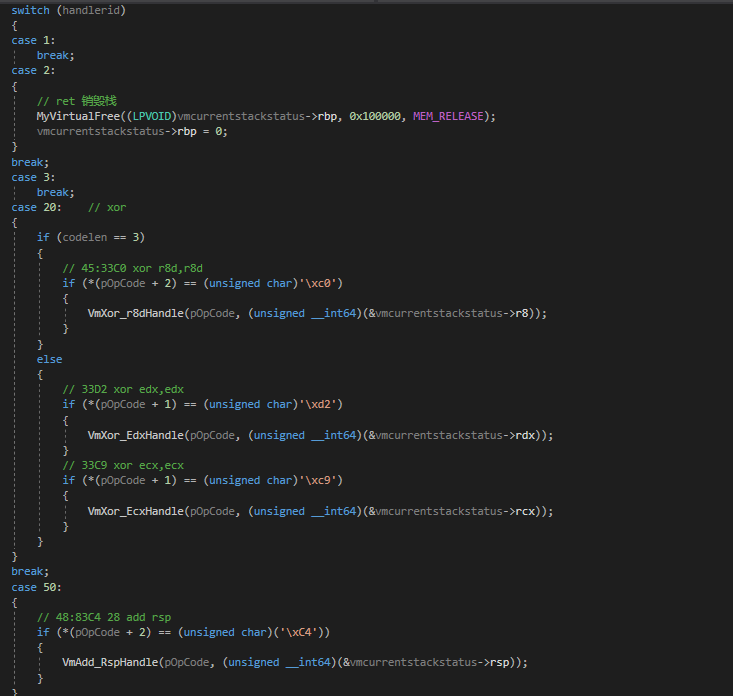 switch (handlerid)
{
case 1:
    break;
case 2:
{
    // ret 销毁栈
    MyVirtualFree((LPVOID)vmcurrentstackstatus->rbp, 0x100000, MEM_RELEASE);
    vmcurrentstackstatus->rbp = 0;
}
break;
case 3:
    break;
case 20:    // xor
{
    if (codelen == 3)
    {
        // 45:33C0 xor r8d,r8d
        if (*(pOpCode + 2) == (unsigned char)'\xc0')
        {
            VmXor_r8dHandle(pOpCode, (unsigned __int64)(&vmcurrentstackstatus->r8));
        }
    }
    else
    {
        // 33D2 xor edx,edx
        if (*(pOpCode + 1) == (unsigned char)'\xd2')
        {
            VmXor_EdxHandle(pOpCode, (unsigned __int64)(&vmcurrentstackstatus->rdx));
        }
        // 33C9 xor ecx,ecx
        if (*(pOpCode + 1) == (unsigned char)'\xc9')
        {
            VmXor_EcxHandle(pOpCode, (unsigned __int64)(&vmcurrentstackstatus->rcx));
        }
    }
}
break;
case 50:
{
    // 48:83C4 28 add rsp
    if (*(pOpCode + 2) == (unsigned char)('\xC4'))
    {
        VmAdd_RspHandle(pOpCode, (unsigned __int64)(&vmcurrentstackstatus->rsp));
    }
}